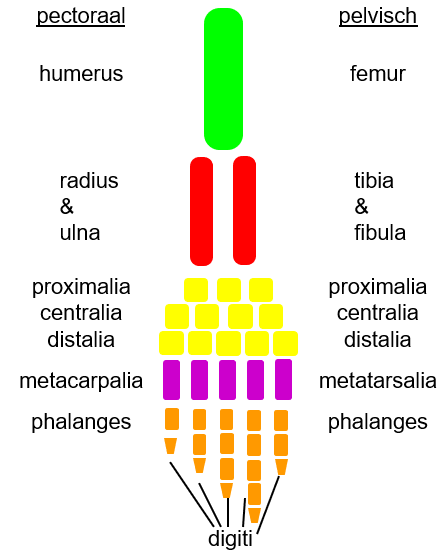 pectoraal pelvisch
humerus femur
radius tibia
& &
ulna fibula
proximalia proximalia
centralia centralia
distalia distalia
metacarpalia metatarsalia
phalanges phalanges
digiti